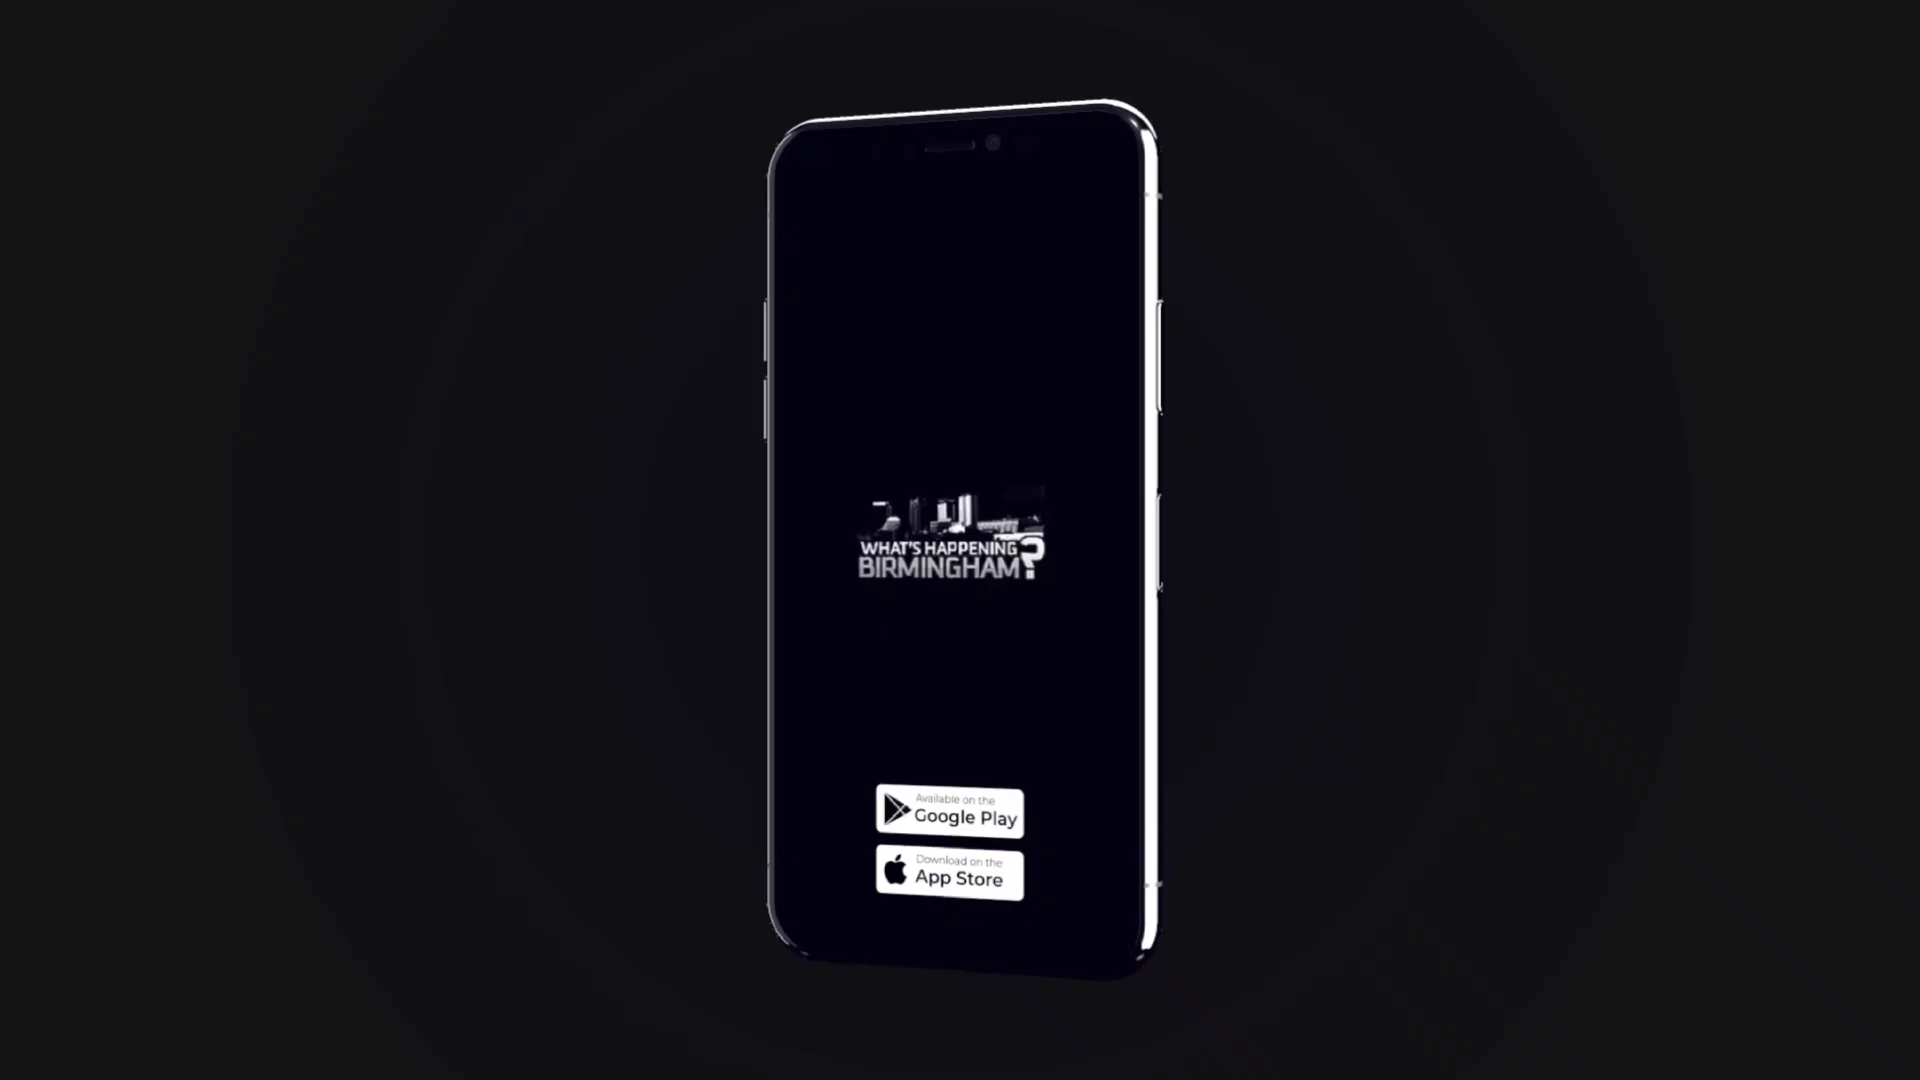 WHAT'S HAPPENING
BIRMINGHAM?
Available on the
Google Play
Download on the
App Store